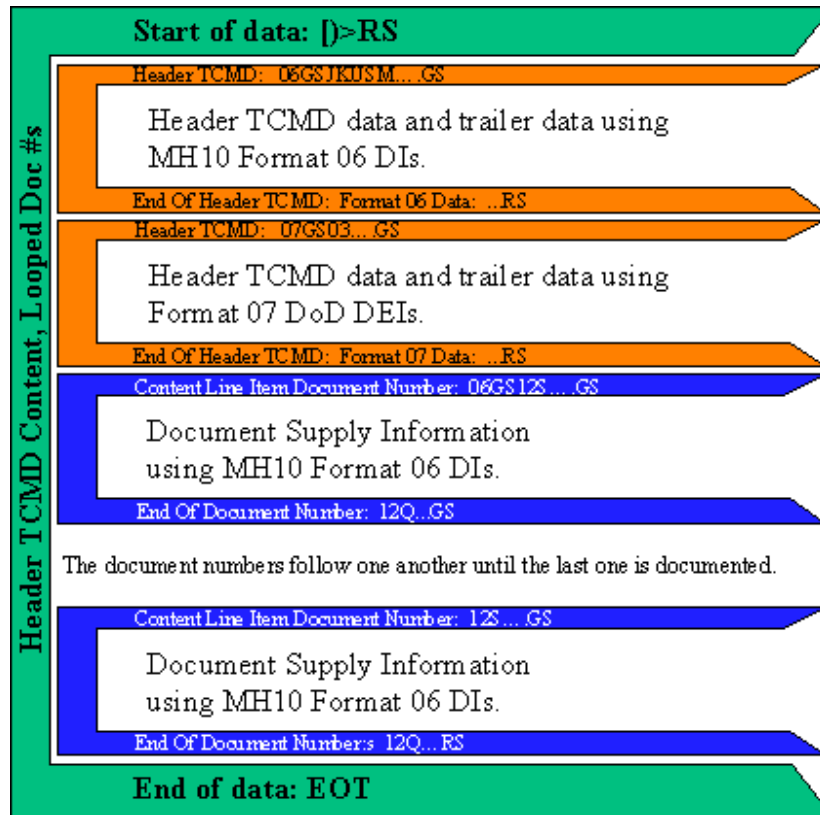 Start of data: [)>RS
Header TCMD Content, Looped Doc #s
Header TCMD: 06GSJKUSM... .GS
Header TCMD data and trailer data using
MH10 Format 06 DIs.
End Of Header TCMD: Format 06 Data: ...RS
Header TCMD: 07GS03... .GS
Header TCMD data and trailer data using
Format 07 DoD DEIs.
End Of Header TCMD: Format 07 Data: ...RS
Content Line Item Document Number: 06GS12S... .GS
Document Supply Information
using MH10 Format 06 DIs.
End Of Document Number: 12Q...GS
The document numbers follow one another until the last one is documented.
Content Line Item Document Number: 12S... .GS
Document Supply Information
using MH10 Format 06 DIs.
End Of Document Number:s 12Q... RS
End of data: EOT